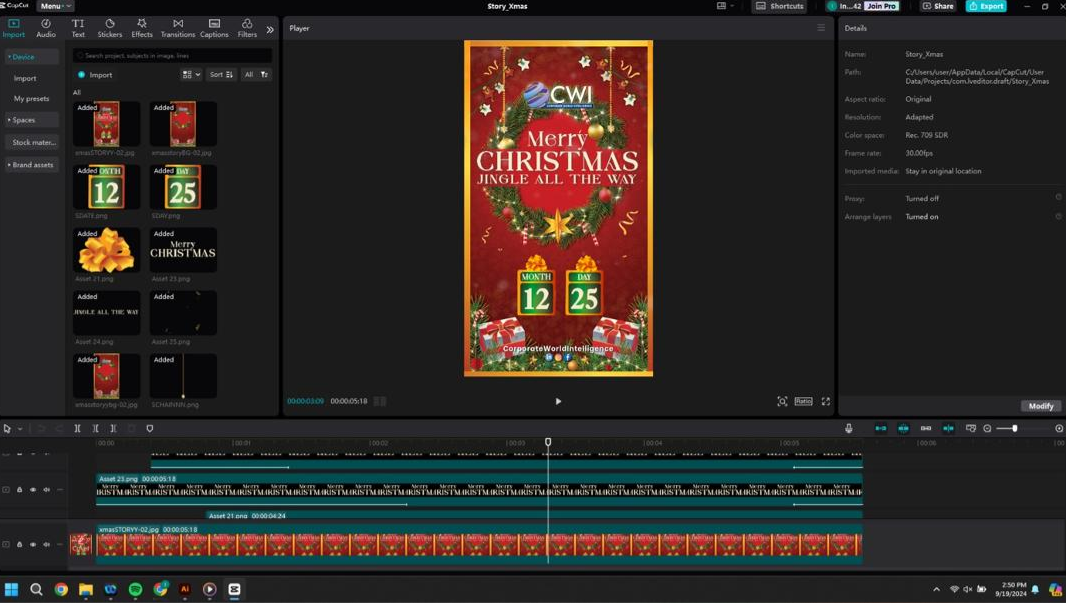 CapCut
Menu
Story_Xmas
Shortcuts
In...42
Join Pro
Share
Export
Import
Audio
Text
Stickers
Effects
Transitions
Captions
Filters
Device
Import
My presets
Spaces
Stock mater...
Brand assets
Search project, subjects in image, lines
Import
Sort
All
All
Added
Added
xmasSTORYY-02.jpg
xmasstoryBG-02.jpg
Added
MONTH
12
Added
DAY
25
SDATE.png
SDAY.png
Added
Added
Merry
CHRISTMAS
Asset 21.png
Asset 23.png
Added
JINGLE ALL THE WAY
Added
Asset 24.png
Asset 25.png
Added
Added
xmasstoryybg-02.jpg
SCHAINNN.png
Player
CWI
CORPORATE WORLD INTELLIGENCE
Merry
CHRISTMAS
JINGLE ALL THE WAY
MONTH
12
DAY
25
CorporateWorldIntelligence
00:00:03:09
00:00:05:18
Ratio
Details
Name:
Story_Xmas
Path:
C:/Users/user/AppData/Local/CapCut/User
Data/Projects/com.lveditor.draft/Story_Xmas
Aspect ratio:
Original
Resolution:
Adapted
Color space:
Rec. 709 SDR
Frame rate:
30.00fps
Imported media:
Stay in original location
Proxy:
Turned off
Arrange layers
Turned on
Modify
00:00
00:01
00:02
00:03
00:04
00:05
00:06
Asset 23.png 00:00:05:18
Asset 21.png 00:00:04:24
xmasSTORYY-02.jpg 00:00:05:18
Ai
2:50 PM
9/19/2024